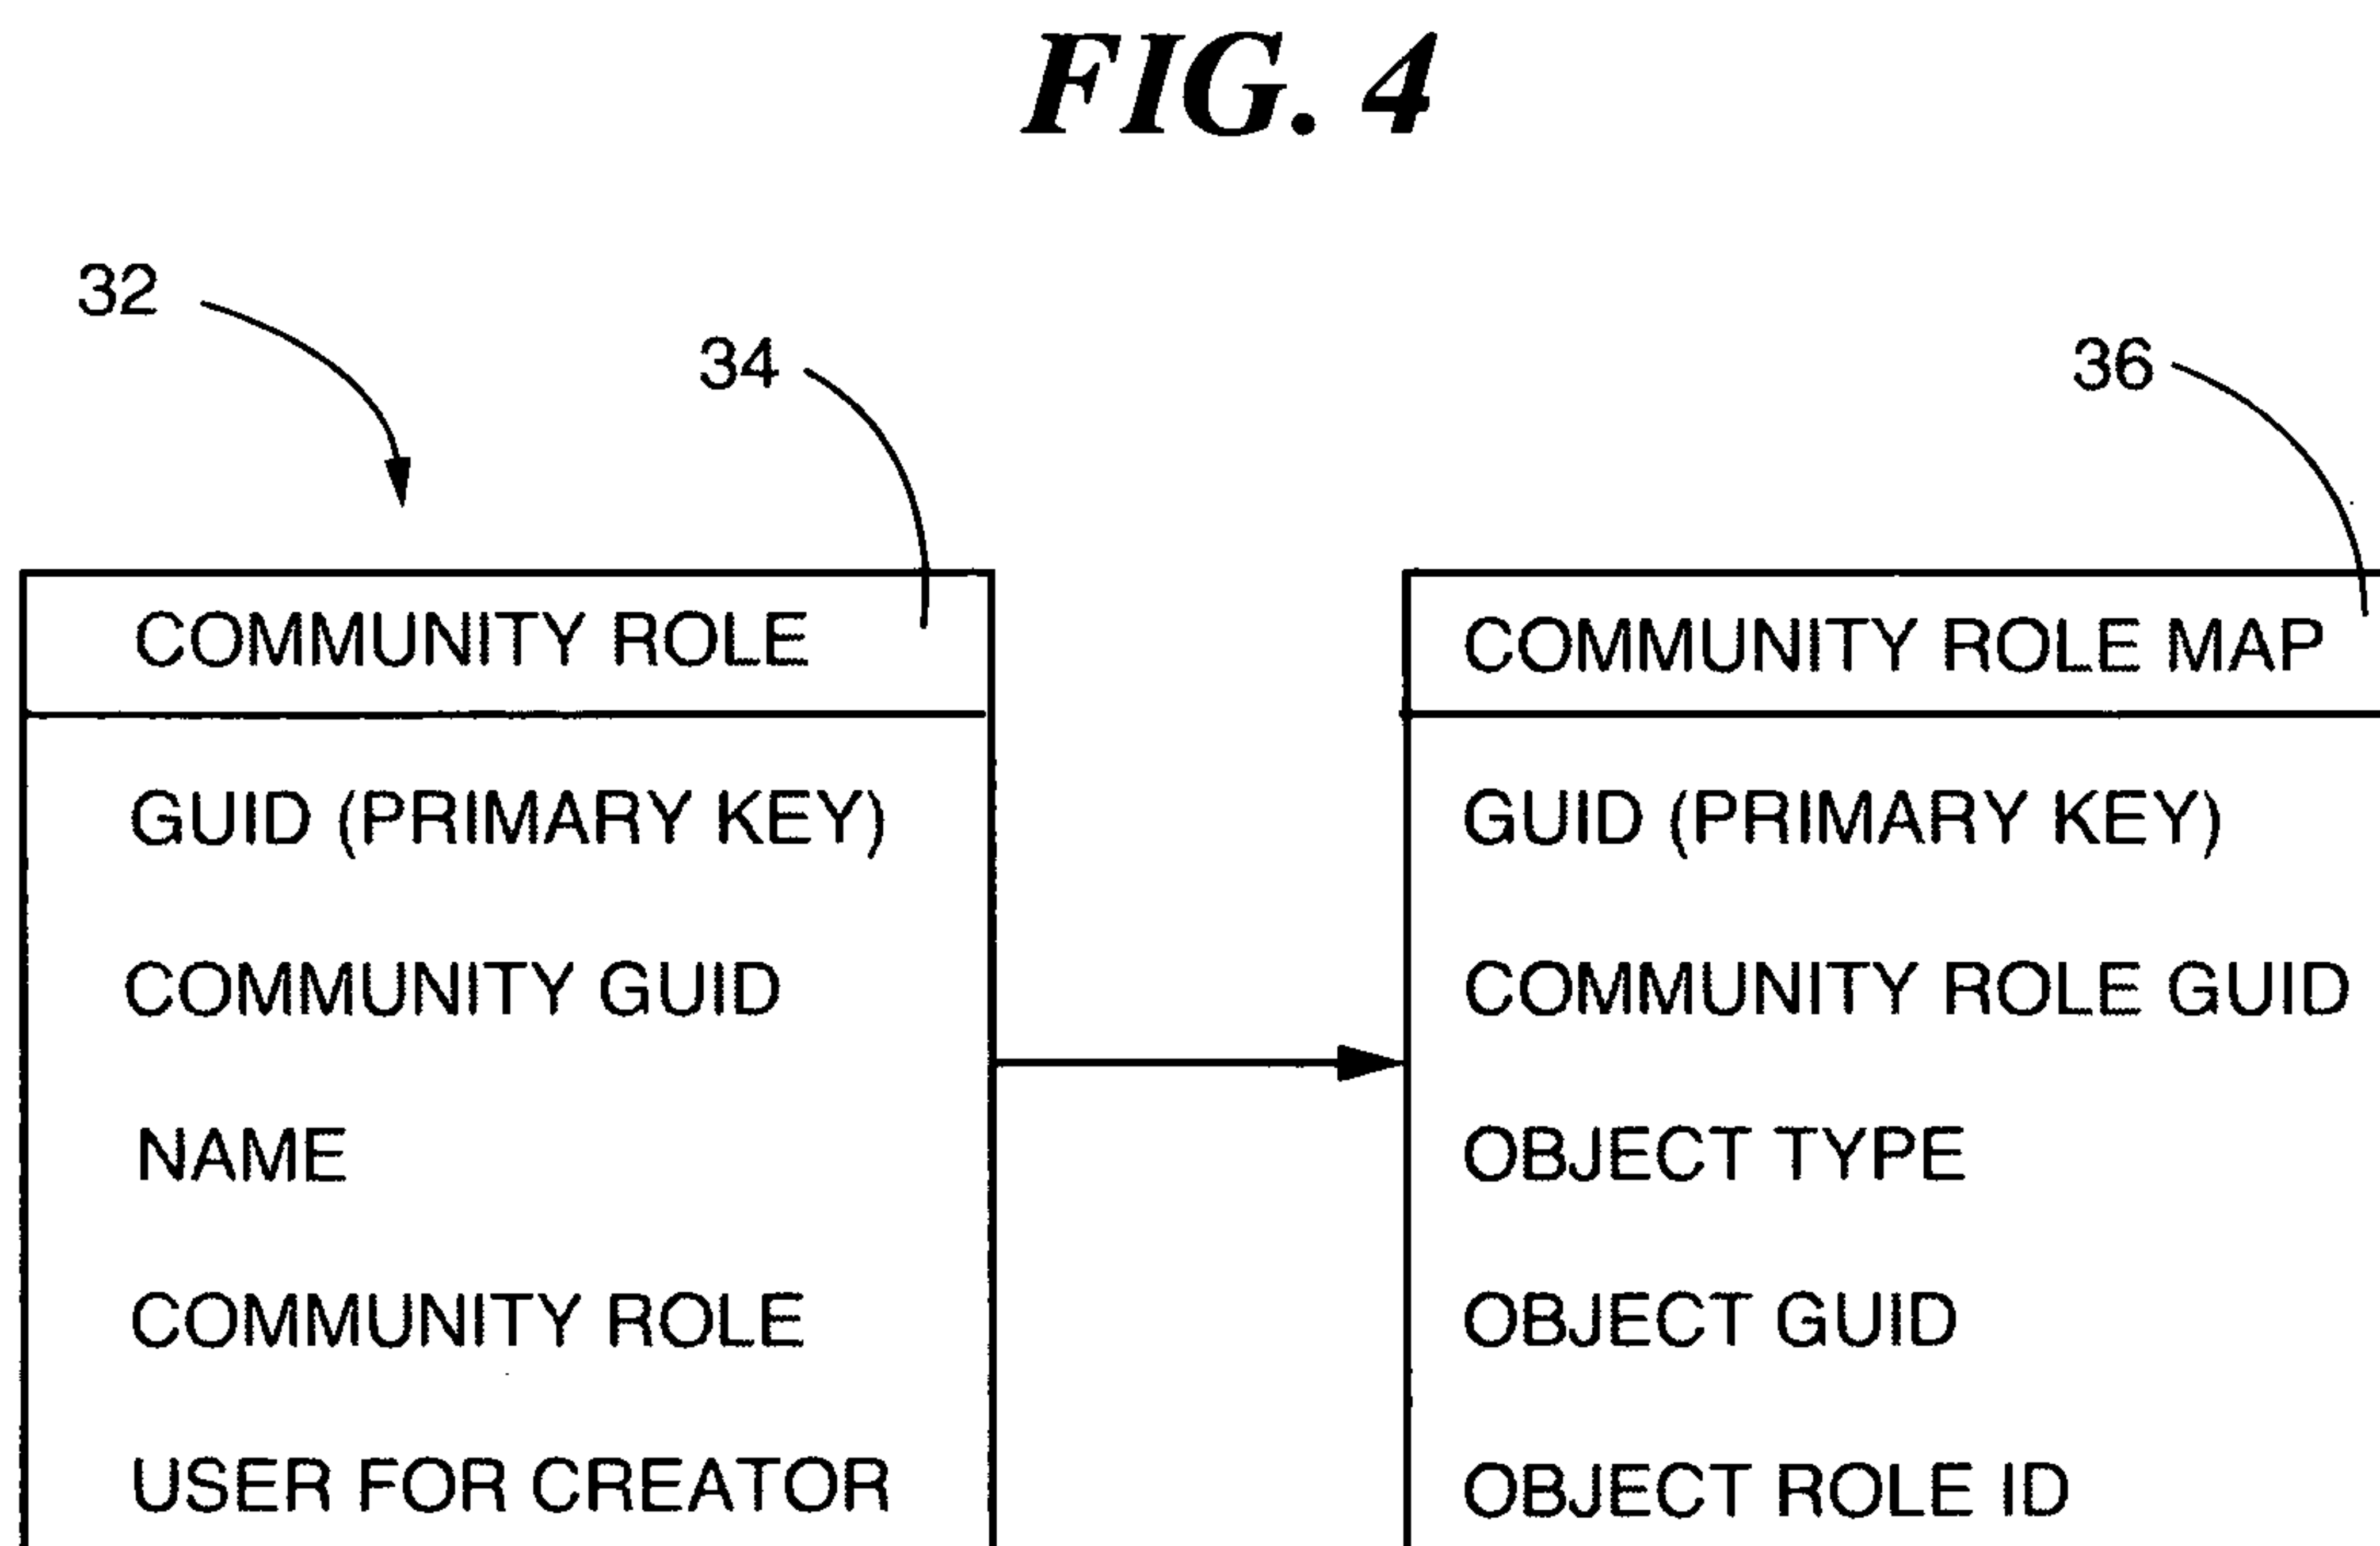 FIG. 4
32
34
36
COMMUNITY ROLE
GUID (PRIMARY KEY)
COMMUNITY GUID
NAME
COMMUNITY ROLE
USER FOR CREATOR
COMMUNITY ROLE MAP
GUID (PRIMARY KEY)
COMMUNITY ROLE GUID
OBJECT TYPE
OBJECT GUID
OBJECT ROLE ID